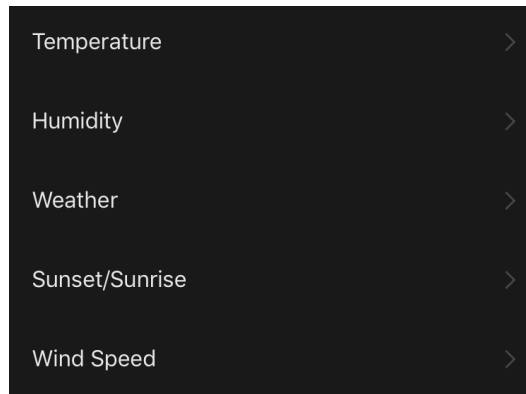 Temperature
Humidity
Weather
Sunset/Sunrise
Wind Speed